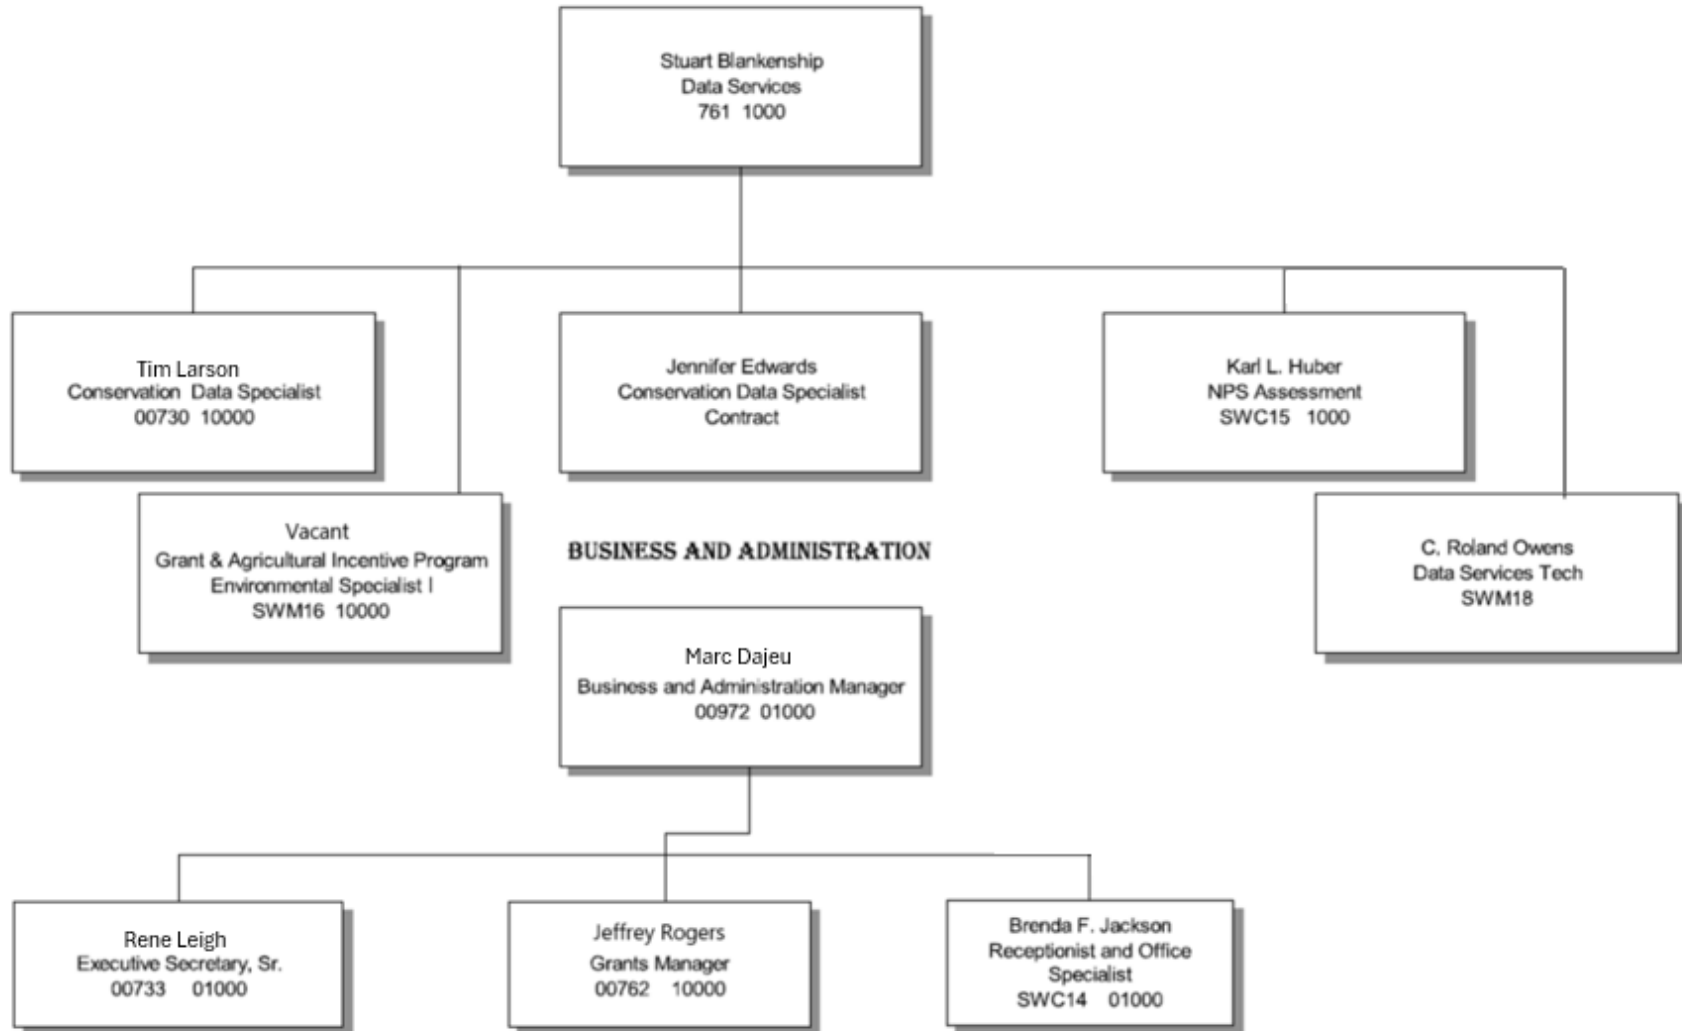 Stuart Blankenship
Data Services
761 1000
Tim Larson
Conservation Data Specialist
00730 10000
Jennifer Edwards
Conservation Data Specialist
Contract
Karl L. Huber
NPS Assessment
SWC15 1000
Vacant
Grant & Agricultural Incentive Program
Environmental Specialist I
SWM16 10000
C. Roland Owens
Data Services Tech
SWM18
BUSINESS AND ADMINISTRATION
Marc Dajeu
Business and Administration Manager
00972 01000
Rene Leigh
Executive Secretary, Sr.
00733 01000
Jeffrey Rogers
Grants Manager
00762 10000
Brenda F. Jackson
Receptionist and Office
Specialist
SWC14 01000